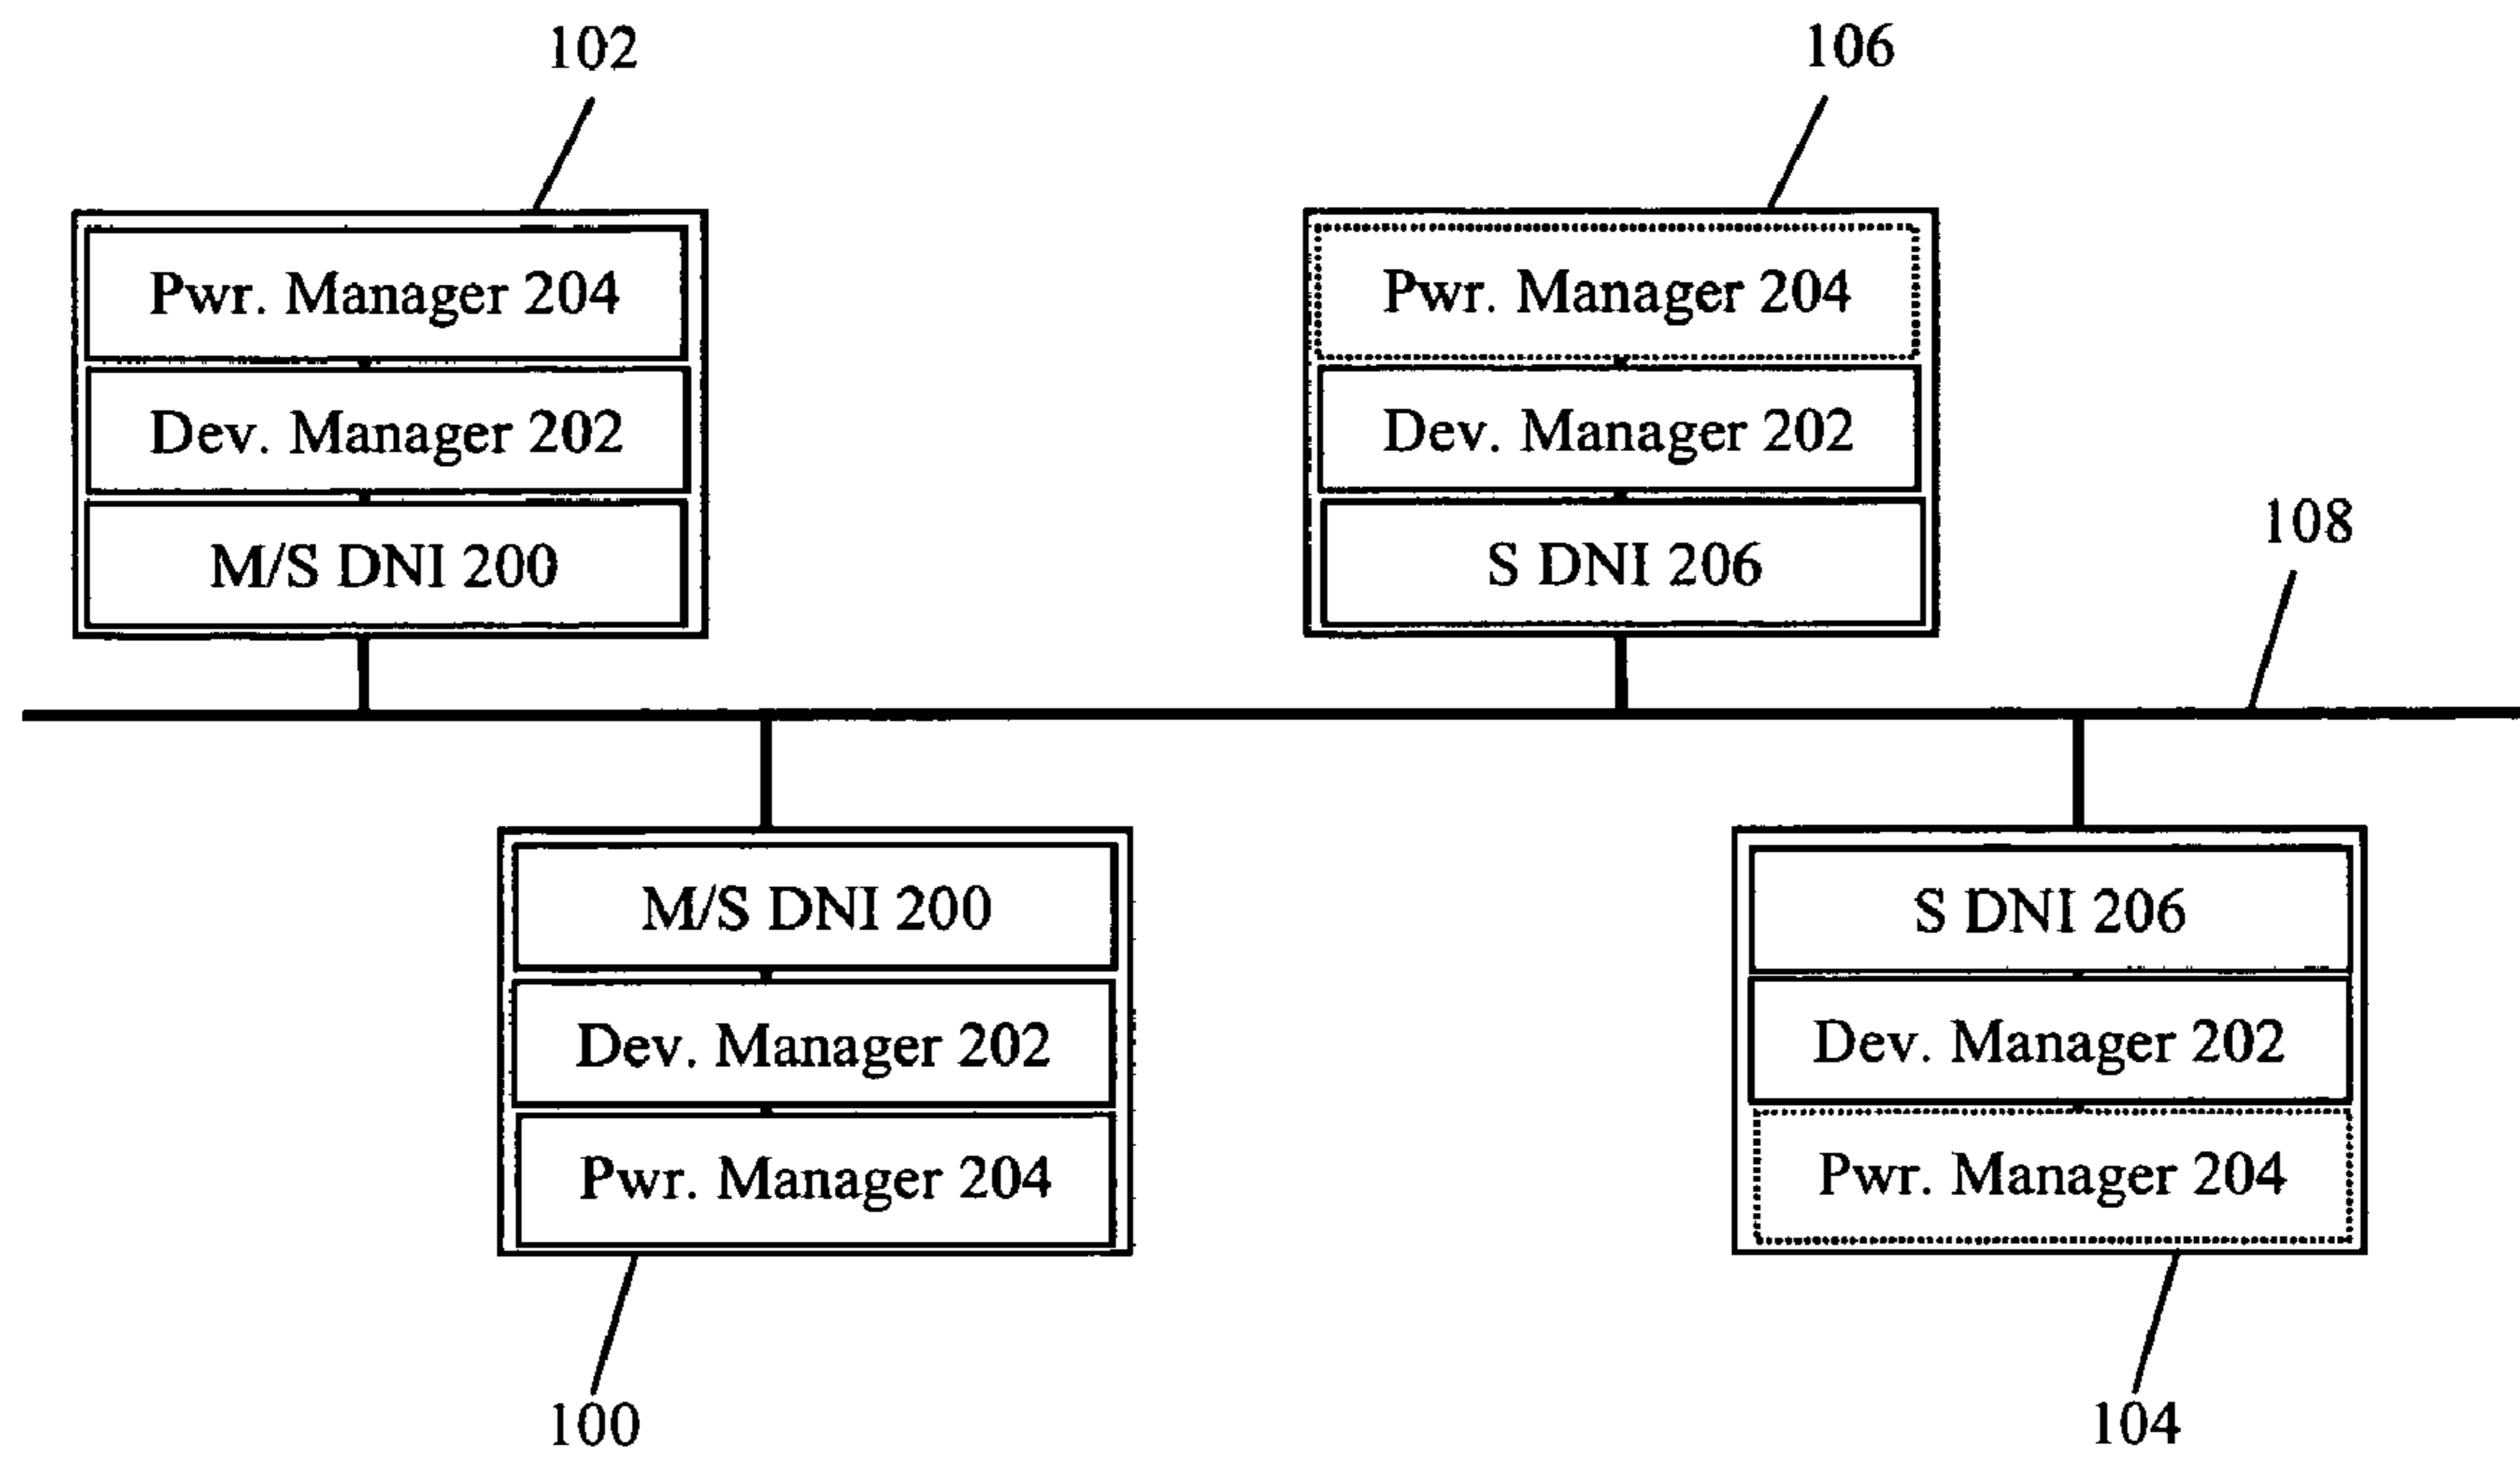 102
106
Pwr. Manager 204
Dev. Manager 202
M/S DNI 200
Pwr. Manager 204
Dev. Manager 202
S DNI 206
108
M/S DNI 200
Dev. Manager 202
Pwr. Manager 204
S DNI 206
Dev. Manager 202
Pwr. Manager 204
100
104